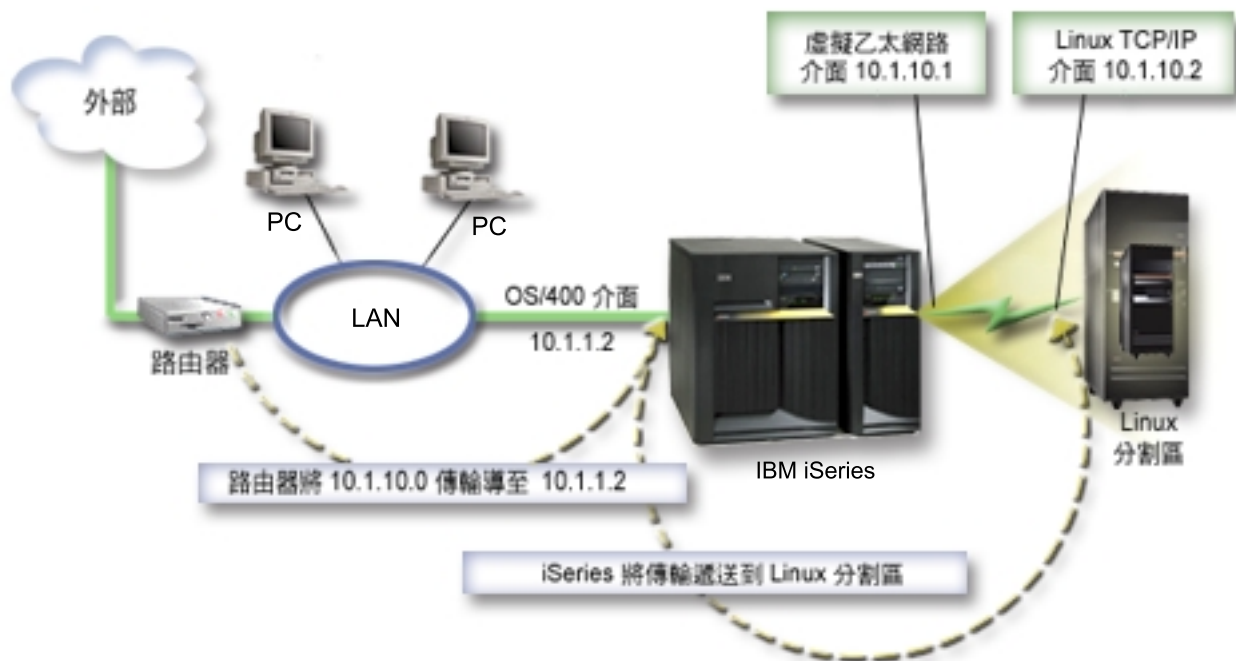 虛擬乙太網路
介面 10.1.10.1
Linux TCP/IP
介面 10.1.10.2
外部
PC
PC
LAN
OS/400 介面
10.1.1.2
路由器
IBM iSeries
Linux
分割區
路由器將 10.1.10.0 傳輸導至 10.1.1.2
iSeries 將傳輸遞送到 Linux 分割區